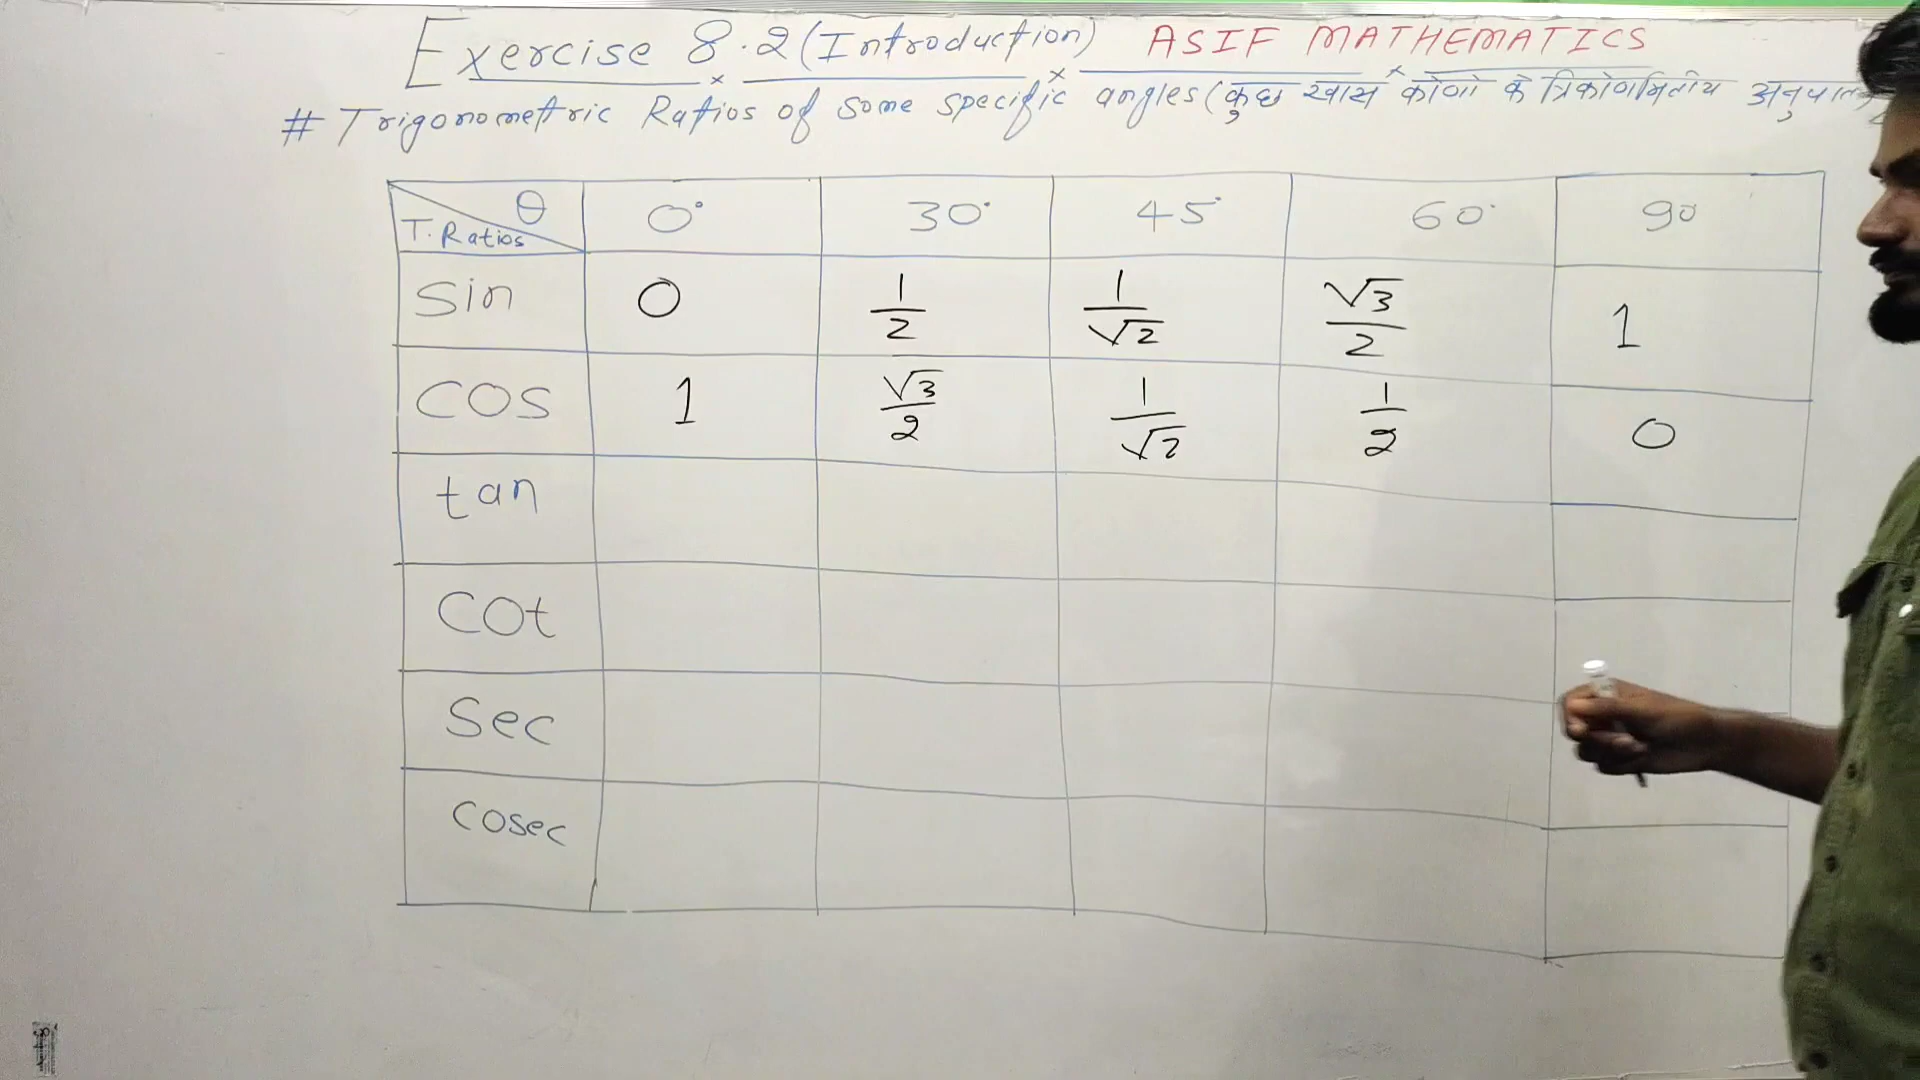 Exercise 8.2 (Introduction) ASIF MATHEMATICS
# Trigonometric Ratios of some specific angles (कुछ खास कोणो के त्रिकोणमितीय
θ 0° 30° 45° 60° 90
T. Ratios
Sin 0 1/2 1/√2 √3/2 1
COS 1 √3/2 1/√2 1/2 0
tan
COt
Sec
cosec